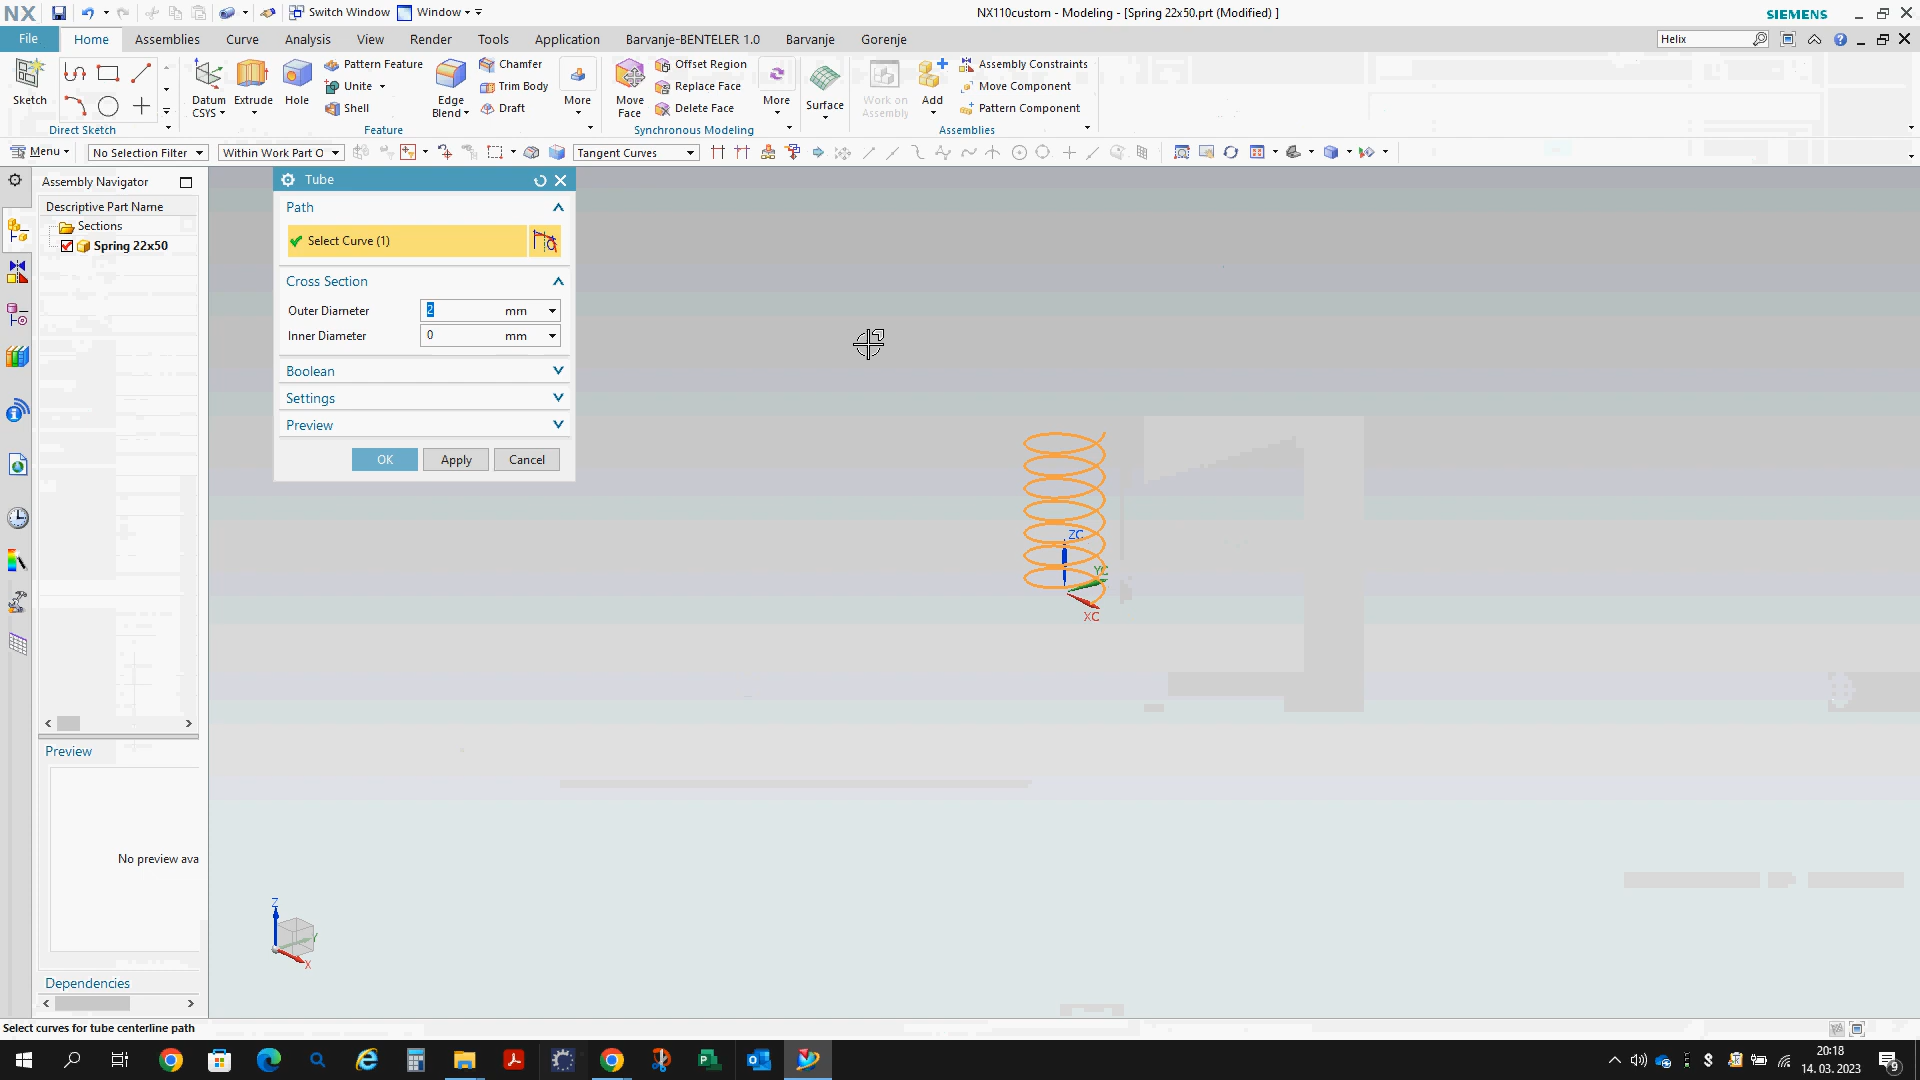 NX
Switch Window
Window
NX110custom - Modeling - [Spring 22x50.prt (Modified) ]
SIEMENS
File
Home
Assemblies
Curve
Analysis
View
Render
Tools
Application
Barvanje-BENTELER 1.0
Barvanje
Gorenje
Helix
Sketch
Direct Sketch
Datum CSYS
Extrude
Hole
Pattern Feature
Unite
Shell
Edge Blend
Chamfer
Trim Body
Draft
More
Feature
Move Face
Offset Region
Replace Face
Delete Face
More
Synchronous Modeling
Surface
Work on Assembly
Add
Assembly Constraints
Move Component
Pattern Component
Assemblies
Menu
No Selection Filter
Within Work Part O
Tangent Curves
Assembly Navigator
Descriptive Part Name
Sections
Spring 22x50
Tube
Path
Select Curve (1)
Cross Section
Outer Diameter
2
mm
Inner Diameter
0
mm
Boolean
Settings
Preview
OK
Apply
Cancel
ZC
YC
XC
Preview
No preview ava
Z
Y
X
Dependencies
Select curves for tube centerline path
20:18
14. 03. 2023
9